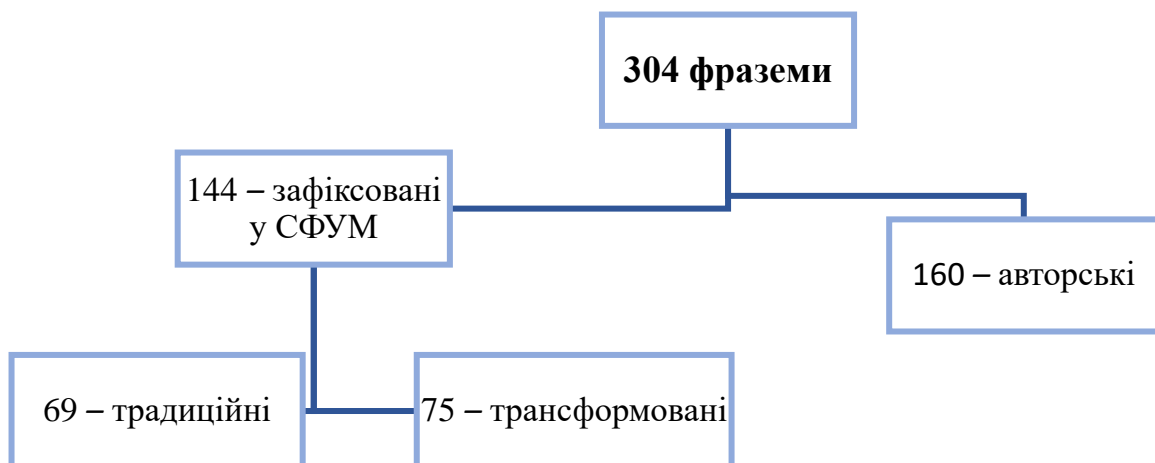 304 фраземи
144 – зафіксовані
у СФУМ
160 – авторські
69 – традиційні
75 – трансформовані